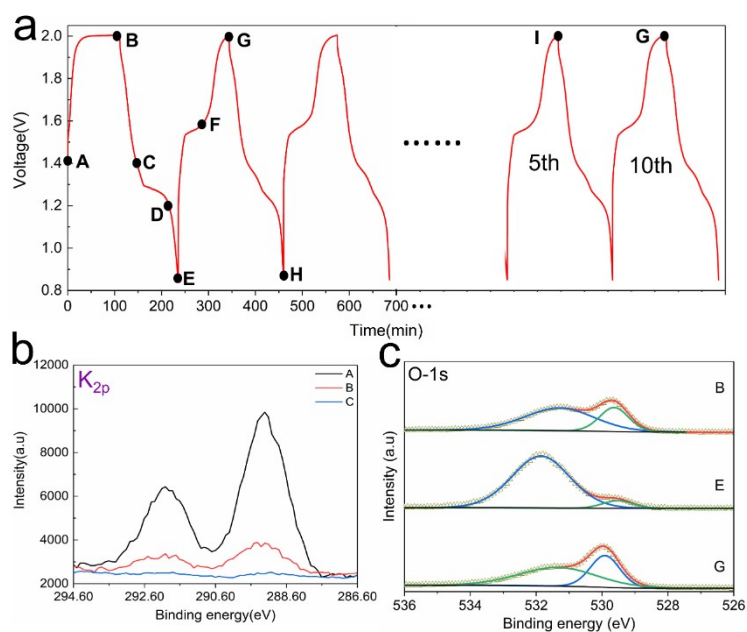 a
2.0
1.8
1.6
1.4
1.2
1.0
0.8
Voltage(V)
B
G
I
G
F
A
C
D
E
H
5th
10th
0 100 200 300 400 500 600 700 •••
Time(min)
b
K2p
A
B
C
12000
10000
8000
6000
4000
2000
Intensity(a.u)
294.60 292.60 290.60 288.60 286.60
Binding energy(eV)
c
O-1s
B
E
G
Intensity (a.u)
536 534 532 530 528 526
Binding energy (eV)